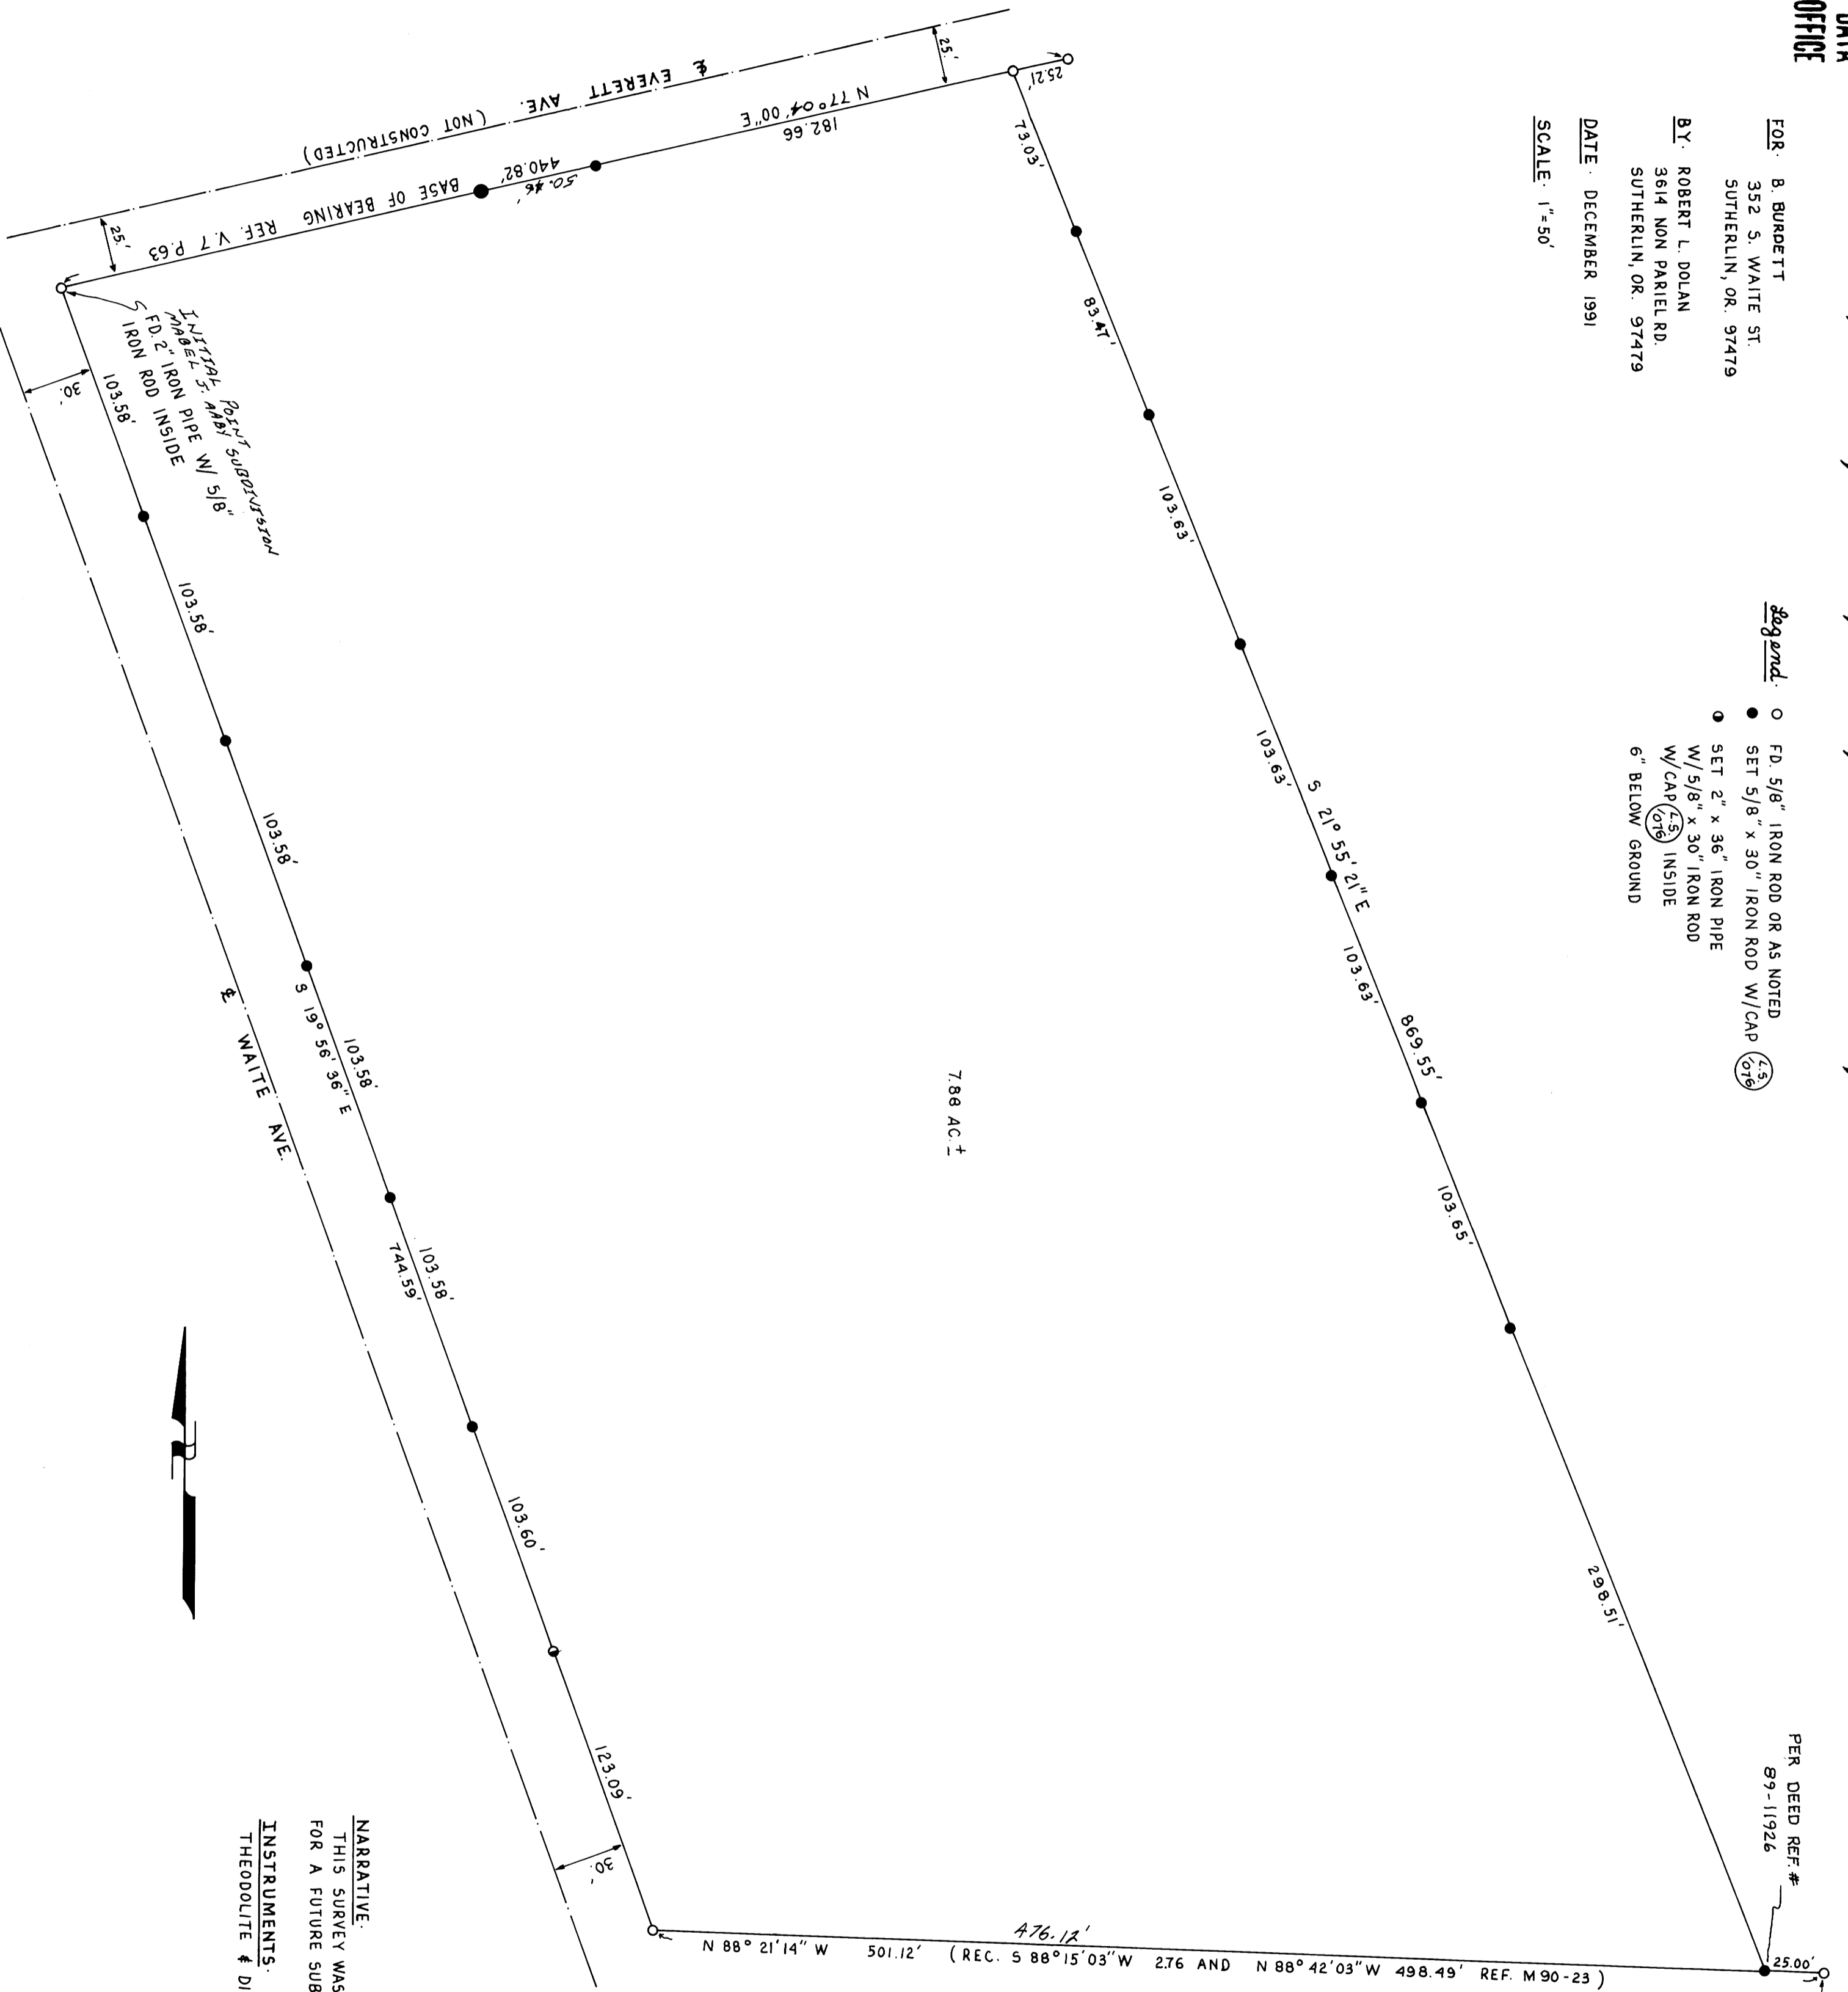 DATA
OFFICE
FOR: B. BURDETT
352 S. WAITE ST.
SUTHERLIN, OR. 97479
BY: ROBERT L. DOLAN
3614 NON PARIEL RD.
SUTHERLIN, OR. 97479
DATE: DECEMBER 1991
SCALE: 1"=50'
Legend:
FD. 5/8" IRON ROD OR AS NOTED
SET 5/8" x 30" IRON ROD W/CAP L.S. 1076
SET 2" x 36" IRON PIPE
W/5/8" x 30" IRON ROD
W/CAP L.S. 1076 INSIDE
6" BELOW GROUND
℄ EVERETT AVE. (NOT CONSTRUCTED)
25'
25'
25.21'
N 77° 04' 00" E
182.66
50.46'
440.82'
BASE OF BEARING REF. V.7 P.63
INITIAL POINT
MABEL J. AABY SUBDIVISION
FD. 2" IRON PIPE W/ 5/8"
IRON ROD INSIDE
73.03'
83.47'
103.63'
103.63'
S 21° 55' 21" E
103.63'
869.55'
103.65'
298.51'
PER DEED REF. #
89-11926
25.00'
7.88 AC. ±
30'
103.58'
103.58'
103.58'
103.58'
S 19° 56' 36" E
103.58'
744.59'
103.60'
123.09'
30'
℄ WAITE AVE.
476.12'
N 88° 21' 14" W 501.12' (REC. S 88° 15' 03" W 2.76 AND N 88° 42' 03" W 498.49' REF. M 90-23)
NARRATIVE:
THIS SURVEY WAS
FOR A FUTURE SUB
INSTRUMENTS:
THEODOLITE & DI